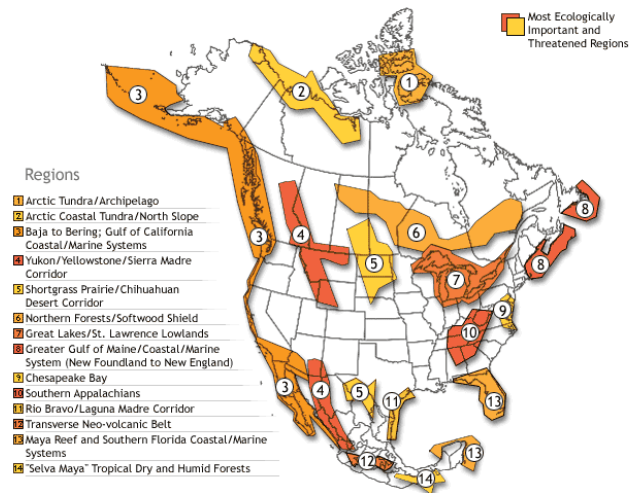 Most Ecologically
Important and
Threatened Regions
Regions
1 Arctic Tundra/Archipelago
2 Arctic Coastal Tundra/North Slope
3 Baja to Bering; Gulf of California
Coastal/Marine Systems
4 Yukon/Yellowstone/Sierra Madre
Corridor
5 Shortgrass Prairie/Chihuahuan
Desert Corridor
6 Northern Forests/Softwood Shield
7 Great Lakes/St. Lawrence Lowlands
8 Greater Gulf of Maine/Coastal/Marine
System (New Foundland to New England)
9 Chesapeake Bay
10 Southern Appalachians
11 Rio Bravo/Laguna Madre Corridor
12 Transverse Neo-volcanic Belt
13 Maya Reef and Southern Florida Coastal/Marine
Systems
14 "Selva Maya" Tropical Dry and Humid Forests
1
2
3
8
3
4
6
5
7
8
9
10
3
4
5
11
13
12
13
14